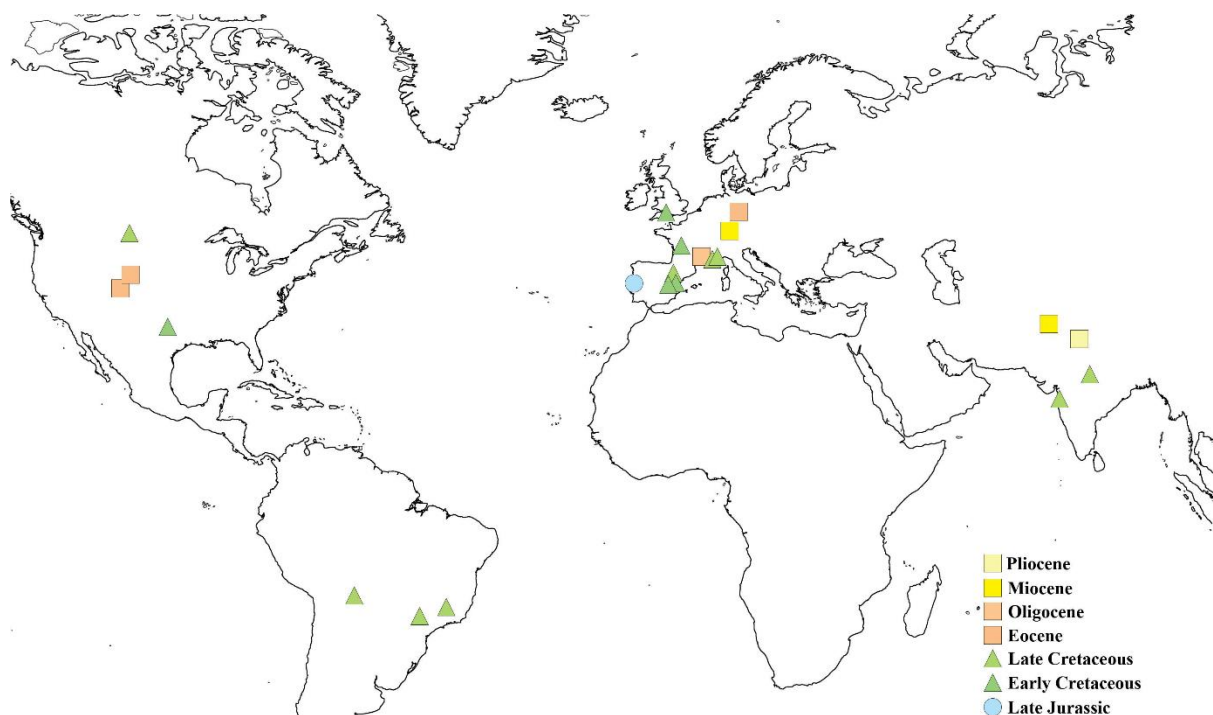 Pliocene
Miocene
Oligocene
Eocene
Late Cretaceous
Early Cretaceous
Late Jurassic